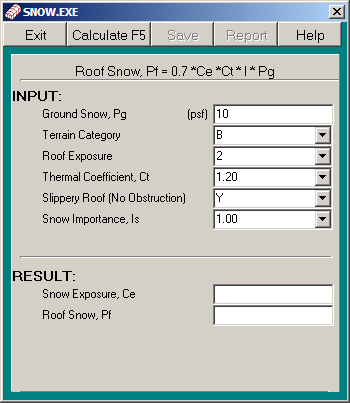 SNOW.EXE
Exit Calculate F5 Save Report Help
Roof Snow, Pf = 0.7 *Ce *Ct * I * Pg
INPUT:
Ground Snow, Pg (psf) 10
Terrain Category B
Roof Exposure 2
Thermal Coefficient, Ct 1.20
Slippery Roof (No Obstruction) Y
Snow Importance, Is 1.00
RESULT:
Snow Exposure, Ce
Roof Snow, Pf